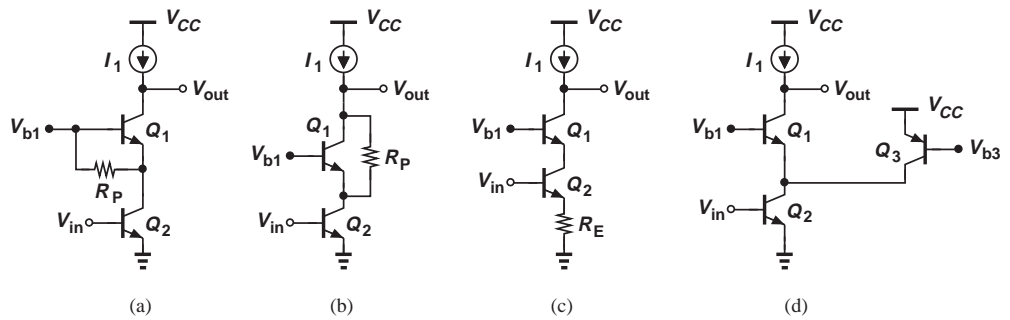 V_CC
I_1
V_out
V_b1
Q_1
R_P
V_in
Q_2
(a)
V_CC
I_1
V_out
Q_1
V_b1
R_P
V_in
Q_2
(b)
V_CC
I_1
V_out
V_b1
Q_1
V_in
Q_2
R_E
(c)
V_CC
I_1
V_out
V_b1
Q_1
V_CC
Q_3
V_b3
V_in
Q_2
(d)